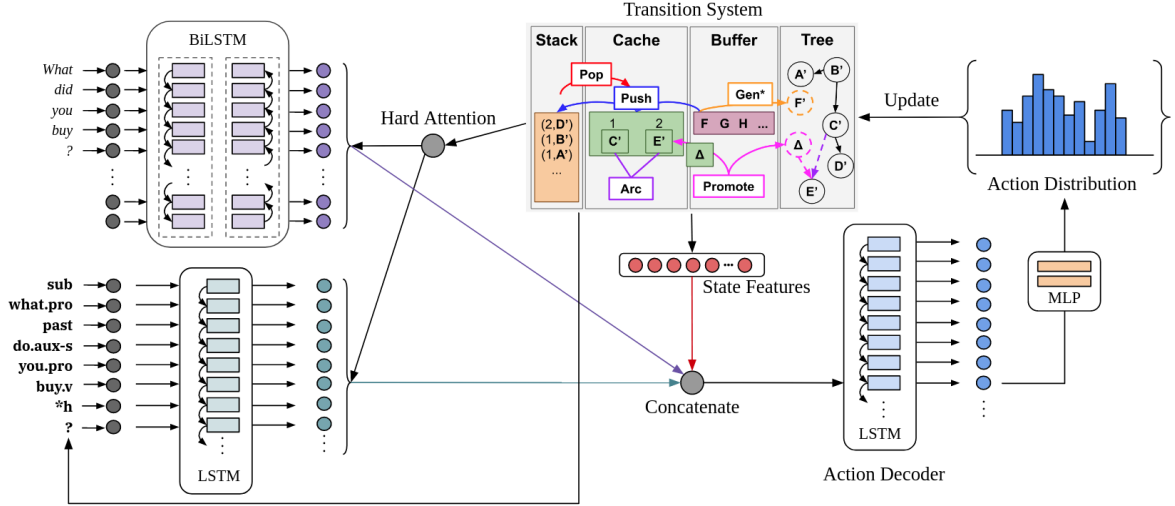 Transition System
BiLSTM
What
did
you
buy
?
Hard Attention
Stack
Cache
Buffer
Tree
Pop
Push
Gen*
(2,D')
(1,B')
(1,A')
...
1 2
C' E'
F G H ...
Δ
Arc
Promote
A'
B'
F'
C'
Δ
D'
E'
Update
Action Distribution
State Features
MLP
sub
what.pro
past
do.aux-s
you.pro
buy.v
*h
?
LSTM
Concatenate
LSTM
Action Decoder